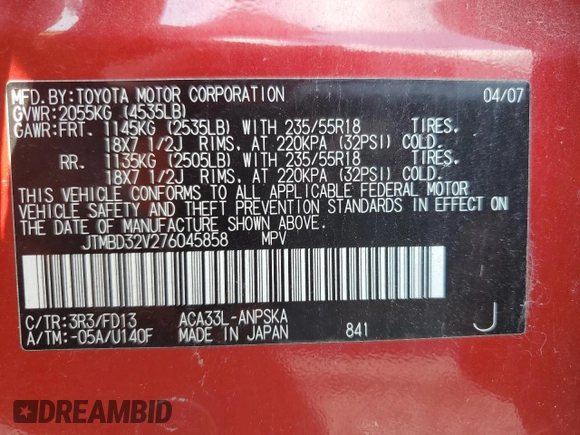 MFD.BY:TOYOTA MOTOR CORPORATION 04/07
GVWR:2055KG (4535LB)
GAWR:FRT. 1145KG (2535LB) WITH 235/55R18 TIRES.
18X7 1/2J RIMS. AT 220KPA (32PSI) COLD.
RR. 1135KG (2505LB) WITH 235/55R18 TIRES.
18X7 1/2J RIMS. AT 220KPA (32PSI) COLD.
THIS VEHICLE CONFORMS TO ALL APPLICABLE FEDERAL MOTOR
VEHICLE SAFETY AND THEFT PREVENTION STANDARDS IN EFFECT ON
THE DATE OF MANUFACTURE SHOWN ABOVE.
JTMBD32V276045858 MPV
C/TR:3R3/FD13 ACA33L-ANPSKA
A/TM:-05A/U140F MADE IN JAPAN 841 J
DREAMBID